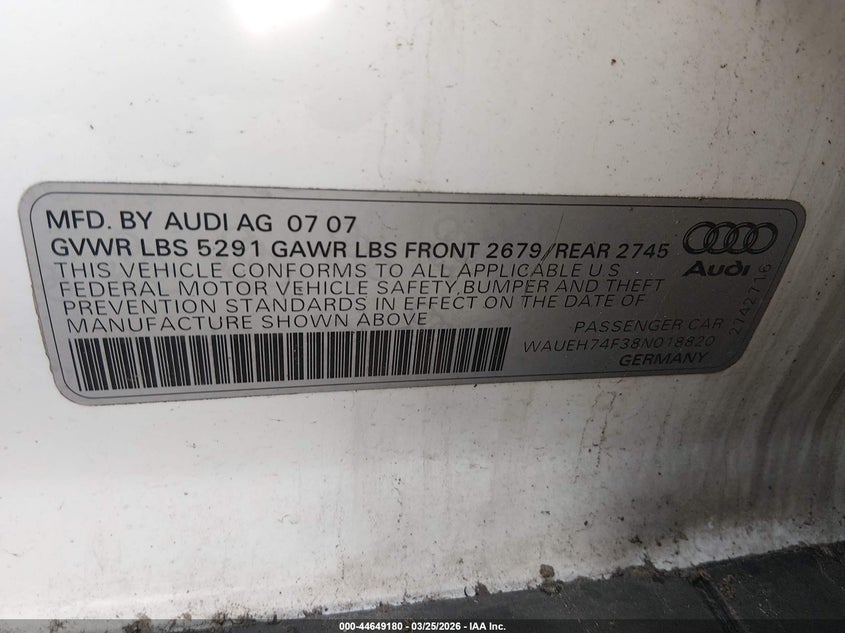 MFD. BY AUDI AG 07 07
GVWR LBS 5291 GAWR LBS FRONT 2679/REAR 2745
THIS VEHICLE CONFORMS TO ALL APPLICABLE U S
FEDERAL MOTOR VEHICLE SAFETY,BUMPER AND THEFT
PREVENTION STANDARDS IN EFFECT ON THE DATE OF
MANUFACTURE SHOWN ABOVE
PASSENGER CAR
WAUEH74F38N018820
GERMANY
Audi
2742716
000-44649180 — 03/25/2026 — IAA Inc.